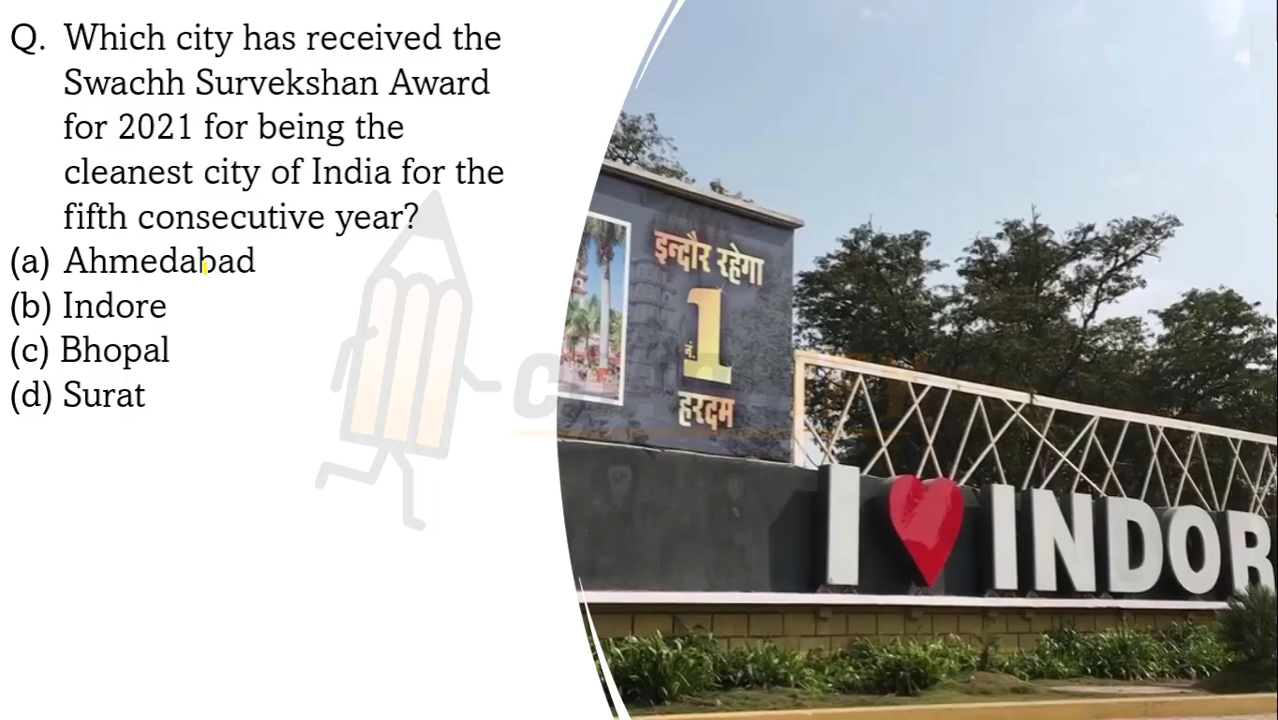 Q. Which city has received the
Swachh Survekshan Award
for 2021 for being the
cleanest city of India for the
fifth consecutive year?
(a) Ahmedabad
(b) Indore
(c) Bhopal
(d) Surat
इन्दौर रहेगा
नं. 1
हरदम
I ♥ INDOR